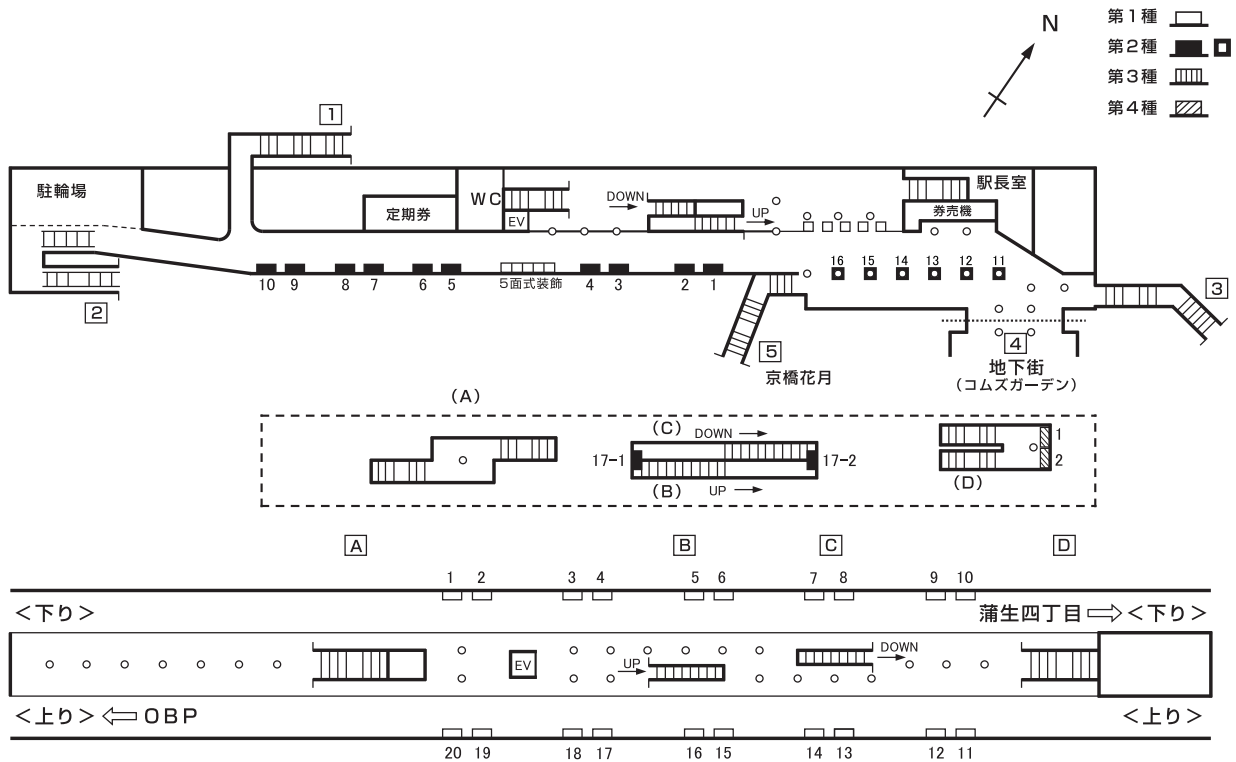 N
第1種
第2種
第3種
第4種
1
駐輪場
定期券
WC
EV
DOWN
UP
駅長室
券売機
16 15 14 13 12 11
10 9 8 7 6 5 5面式装飾 4 3 2 1
2
3
4
地下街
(コムズガーデン)
5
京橋花月
(A)
(C) DOWN
17-1 17-2
(B) UP
1
2
(D)
A B C D
1 2 3 4 5 6 7 8 9 10
<下り> 蒲生四丁目 <下り>
EV UP DOWN
<上り> OBP <上り>
20 19 18 17 16 15 14 13 12 11